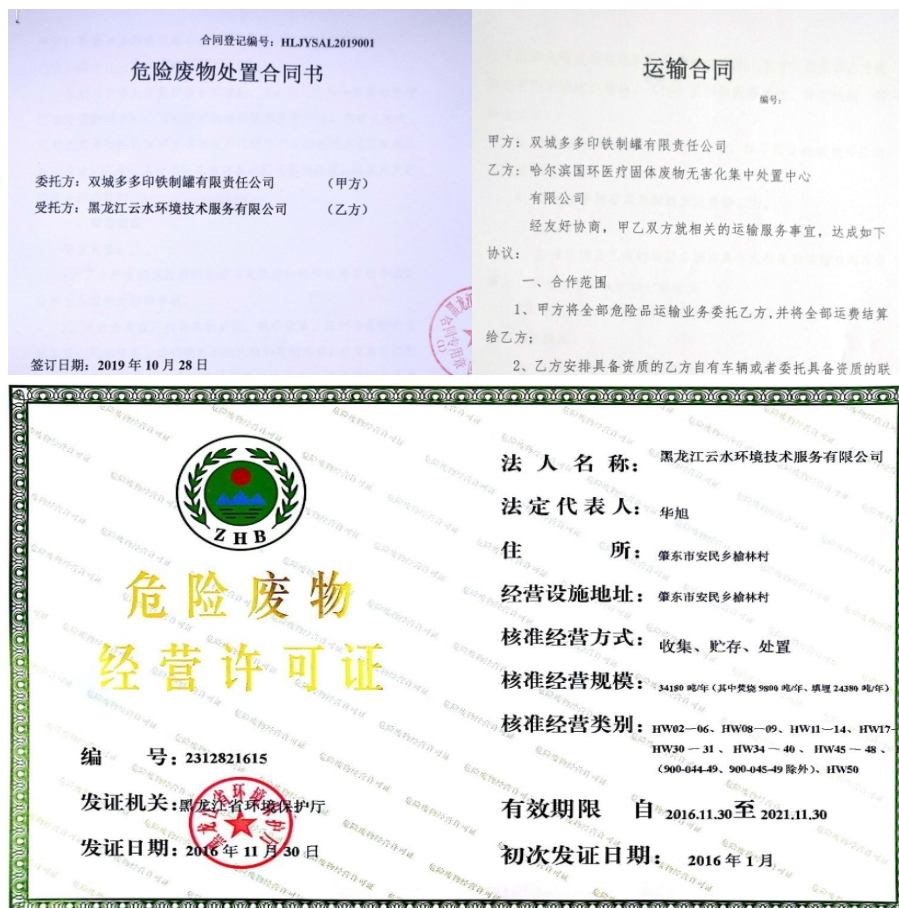 合同登记编号：HLJYSAL2019001
危险废物处置合同书
委托方：双城多多印铁制罐有限责任公司 （甲方）
受托方：黑龙江云水环境技术服务有限公司 （乙方）
合同专用章
(1)
签订日期：2019 年 10 月 28 日
运输合同
编号：
甲方：双城多多印铁制罐有限责任公司
乙方：哈尔滨国环医疗固体废物无害化集中处置中心
有限公司
经友好协商，甲乙双方就相关的运输服务事宜，达成如下
协议：
一、合作范围
1、甲方将全部危险品运输业务委托乙方，并将全部运费结算
给乙方；
2、乙方安排具备资质的乙方自有车辆或者委托具备资质的联
ZHB
危险废物
经营许可证
编 号：2312821615
发证机关：黑龙江省环境保护厅
发证日期：2016 年 11 月 30 日
黑龙江省环境保护厅
法 人 名 称： 黑龙江云水环境技术服务有限公司
法定代表人： 华旭
住 所： 肇东市安民乡榆林村
经营设施地址： 肇东市安民乡榆林村
核准经营方式： 收集、贮存、处置
核准经营规模： 34180 吨/年（其中焚烧 9800 吨/年、填埋 24380 吨/年）
核准经营类别： HW02—06、HW08—09、HW11—14、HW17-
HW30 — 31 、 HW34 — 40 、 HW45 — 48 、
（900-044-49、900-045-49 除外）、HW50
有效期限 自 2016.11.30 至 2021.11.30
初次发证日期： 2016 年 1 月